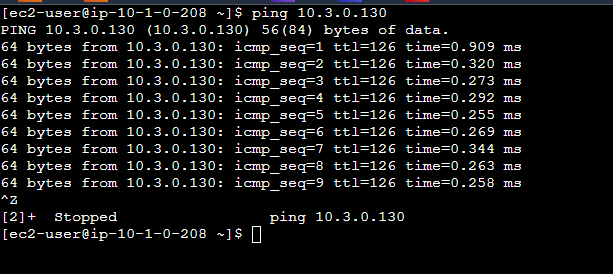 [ec2-user@ip-10-1-0-208 ~]$ ping 10.3.0.130
PING 10.3.0.130 (10.3.0.130) 56(84) bytes of data.
64 bytes from 10.3.0.130: icmp_seq=1 ttl=126 time=0.909 ms
64 bytes from 10.3.0.130: icmp_seq=2 ttl=126 time=0.320 ms
64 bytes from 10.3.0.130: icmp_seq=3 ttl=126 time=0.273 ms
64 bytes from 10.3.0.130: icmp_seq=4 ttl=126 time=0.292 ms
64 bytes from 10.3.0.130: icmp_seq=5 ttl=126 time=0.255 ms
64 bytes from 10.3.0.130: icmp_seq=6 ttl=126 time=0.269 ms
64 bytes from 10.3.0.130: icmp_seq=7 ttl=126 time=0.344 ms
64 bytes from 10.3.0.130: icmp_seq=8 ttl=126 time=0.263 ms
64 bytes from 10.3.0.130: icmp_seq=9 ttl=126 time=0.258 ms
^Z
[2]+  Stopped                 ping 10.3.0.130
[ec2-user@ip-10-1-0-208 ~]$